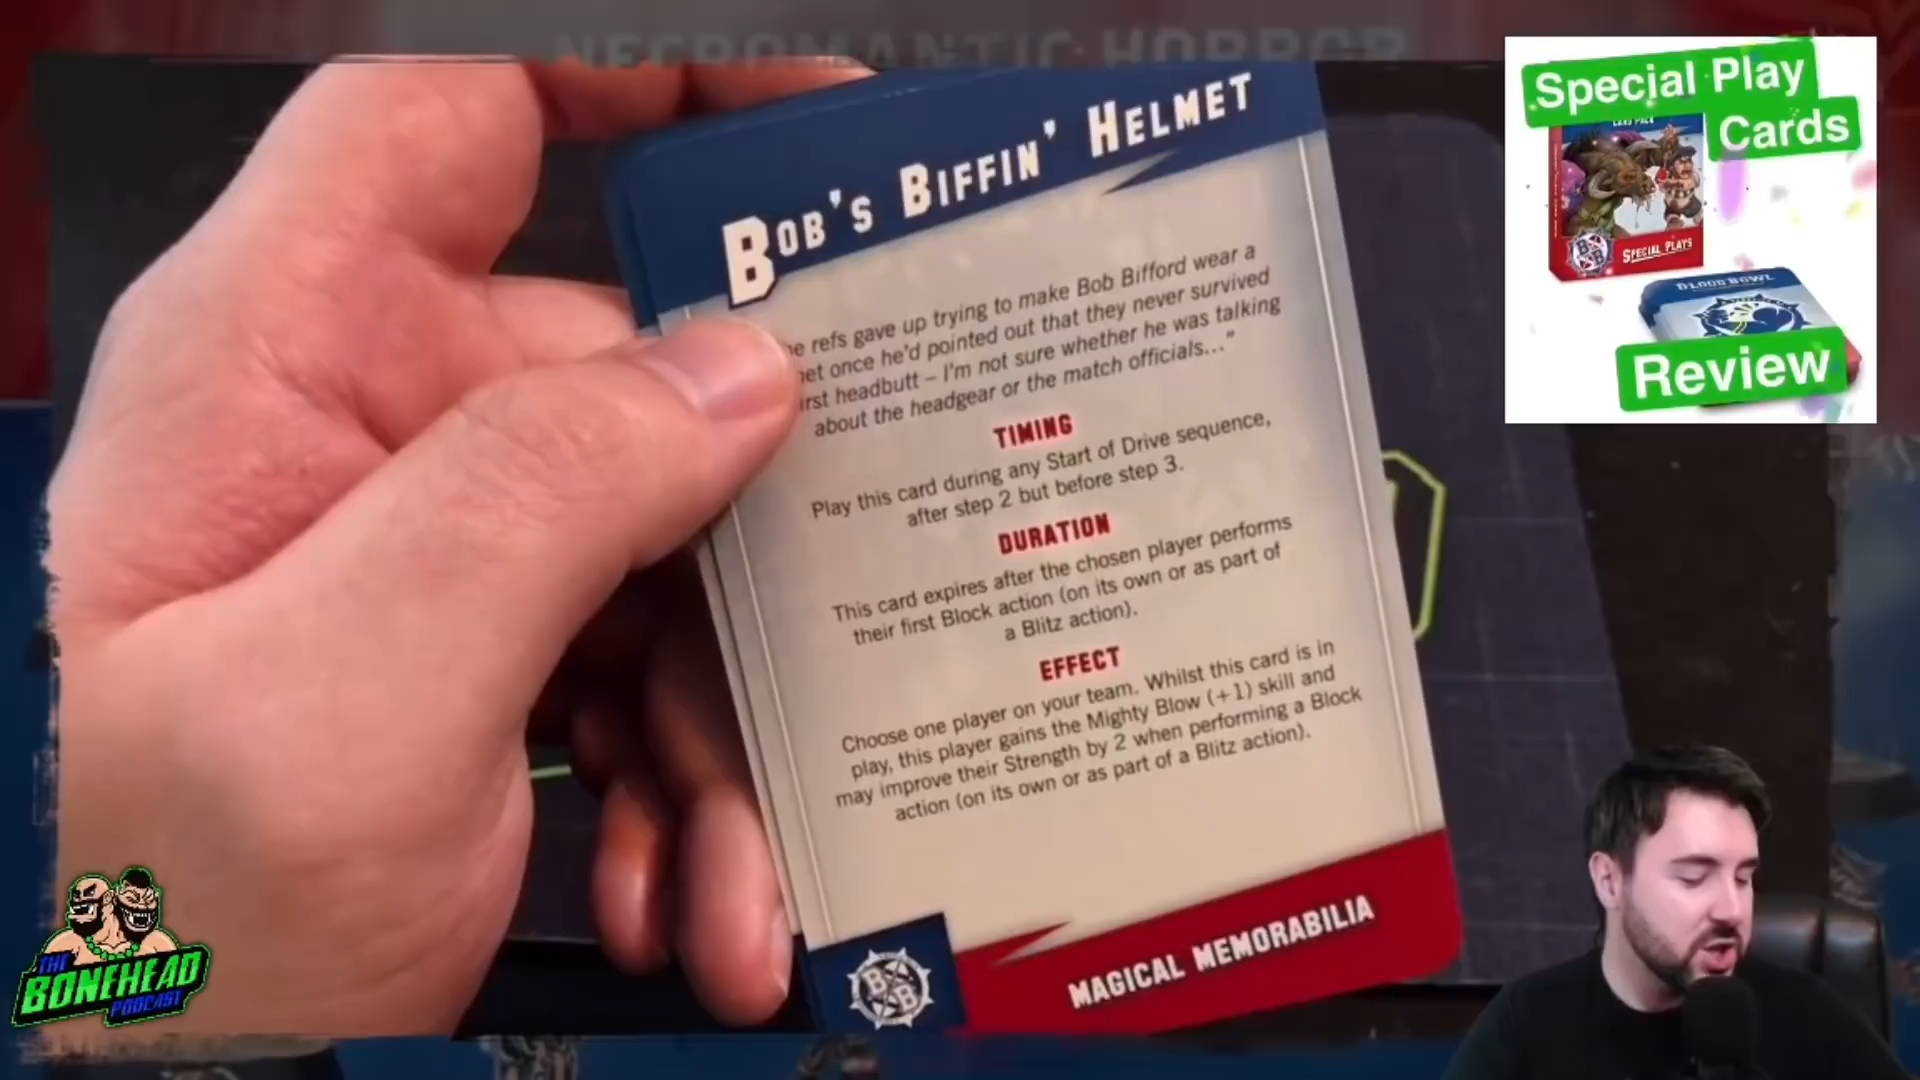 NECROMANTIC HORROR
Special Play
Cards
CARD PACK
SPECIAL PLAYS
BLOOD BOWL
Review
BOB'S BIFFIN' HELMET
refs gave up trying to make Bob Bifford wear a
once he'd pointed out that they never survived
headbutt – I'm not sure whether he was talking
about the headgear or the match officials..."
TIMING
Play this card during any Start of Drive sequence,
after step 2 but before step 3.
DURATION
This card expires after the chosen player performs
their first Block action (on its own or as part of
a Blitz action).
EFFECT
Choose one player on your team. Whilst this card is in
play, this player gains the Mighty Blow (+1) skill and
may improve their Strength by 2 when performing a Block
action (on its own or as part of a Blitz action).
MAGICAL MEMORABILIA
BB
THE
BONEHEAD
PODCAST